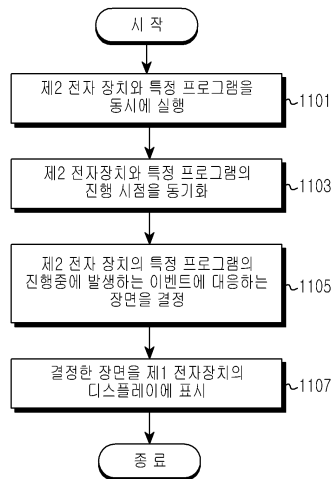 시 작
제2 전자 장치와 특정 프로그램을
동시에 실행
1101
제2 전자장치와 특정 프로그램의
진행 시점을 동기화
1103
제2 전자 장치의 특정 프로그램의
진행중에 발생하는 이벤트에 대응하는
장면을 결정
1105
결정한 장면을 제1 전자장치의
디스플레이에 표시
1107
종 료